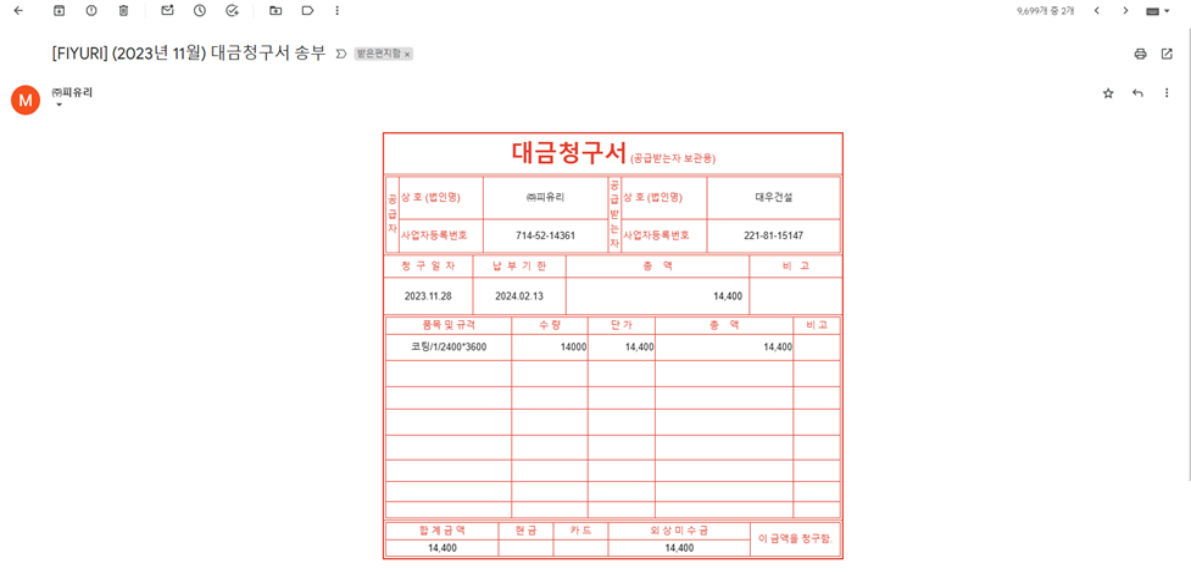 9,699개 중 2개
[FIYURI] (2023년 11월) 대금청구서 송부 받은편지함 ×
M ㈜피유리
대금청구서 (공급받는자 보관용)
공급자 상 호 (법인명) ㈜피유리 공급받는자 상 호 (법인명) 대우건설
사업자등록번호 714-52-14361 사업자등록번호 221-81-15147
청 구 일 자 납 부 기 한 총 액 비 고
2023.11.28 2024.02.13 14,400
품목 및 규격 수 량 단 가 총 액 비 고
코팅/1/2400*3600 14000 14,400 14,400
합 계 금 액 현 금 카 드 외 상 미 수 금 이 금액을 청구함.
14,400 14,400